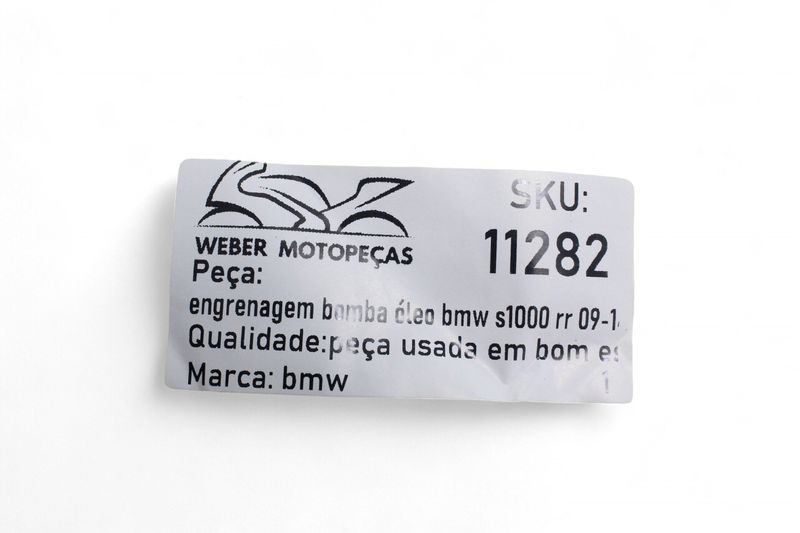 WEBER MOTOPEÇAS
SKU:
11282
Peça:
engrenagem bomba óleo bmw s1000 rr 09-1
Qualidade:peça usada em bom es
Marca: bmw
1